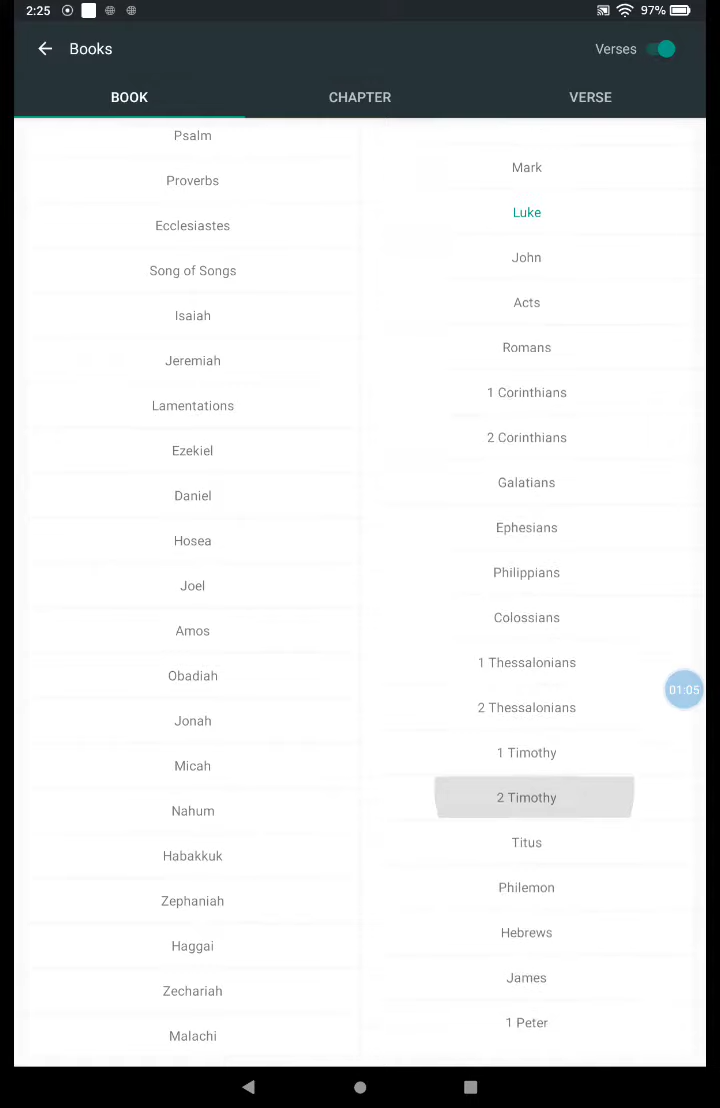 2:25
97%
Books
Verses
BOOK
CHAPTER
VERSE
Psalm
Proverbs
Ecclesiastes
Song of Songs
Isaiah
Jeremiah
Lamentations
Ezekiel
Daniel
Hosea
Joel
Amos
Obadiah
Jonah
Micah
Nahum
Habakkuk
Zephaniah
Haggai
Zechariah
Malachi
Mark
Luke
John
Acts
Romans
1 Corinthians
2 Corinthians
Galatians
Ephesians
Philippians
Colossians
1 Thessalonians
2 Thessalonians
1 Timothy
2 Timothy
Titus
Philemon
Hebrews
James
1 Peter
01:05